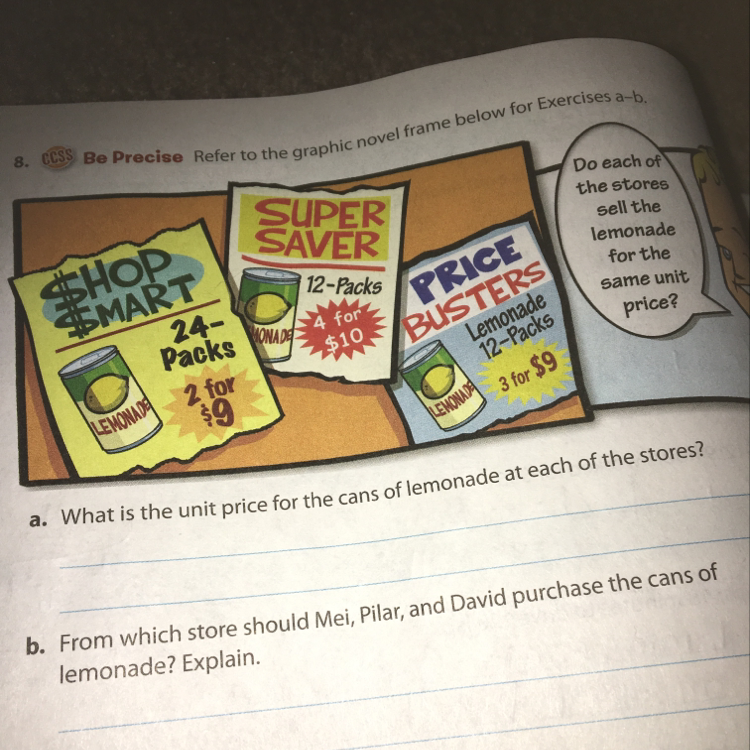 8. CCSS Be Precise Refer to the graphic novel frame below for Exercises a–b.
$HOP
$MART
24-
Packs
2 for
$9
LEMONADE
SUPER
SAVER
12-Packs
4 for
$10
MONADE
PRICE
BUSTERS
Lemonade
12-Packs
3 for $9
LEMONADE
Do each of
the stores
sell the
lemonade
for the
same unit
price?
a. What is the unit price for the cans of lemonade at each of the stores?
b. From which store should Mei, Pilar, and David purchase the cans of
lemonade? Explain.